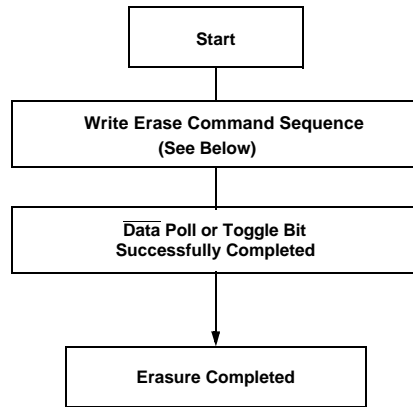 Start
Write Erase Command Sequence
(See Below)
Data Poll or Toggle Bit
Successfully Completed
Erasure Completed